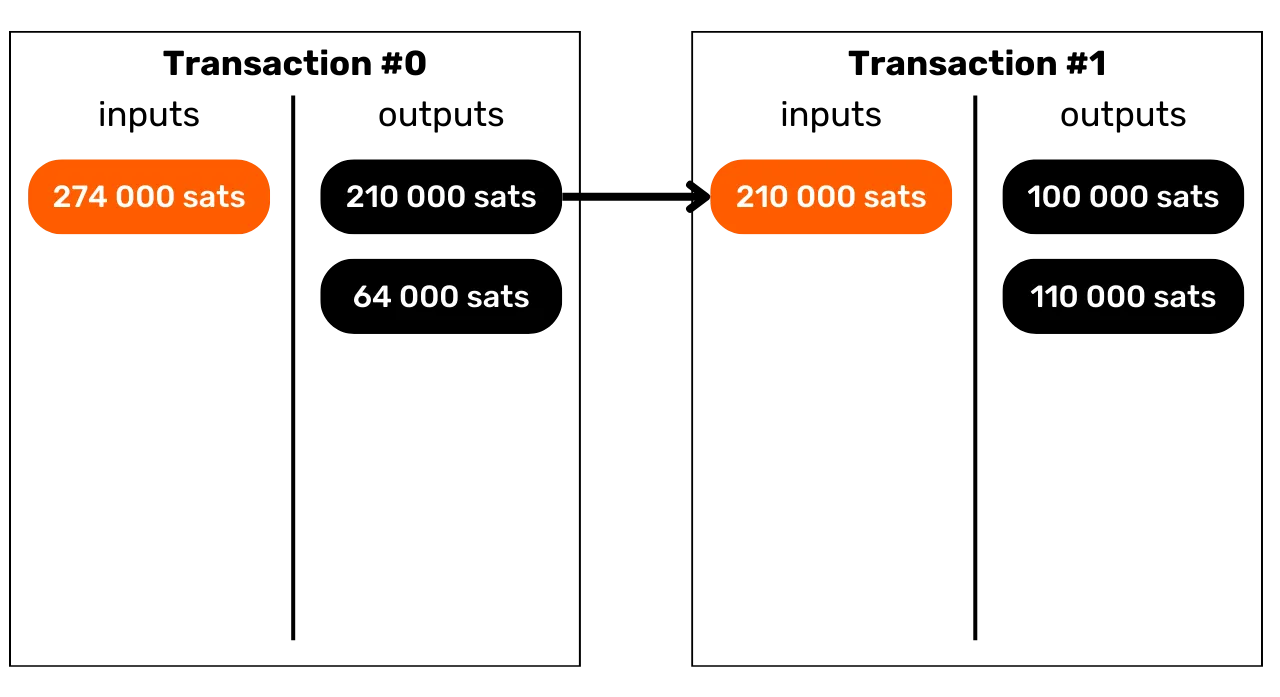 Transaction #0
inputs
outputs
274 000 sats
210 000 sats
64 000 sats
Transaction #1
inputs
outputs
210 000 sats
100 000 sats
110 000 sats